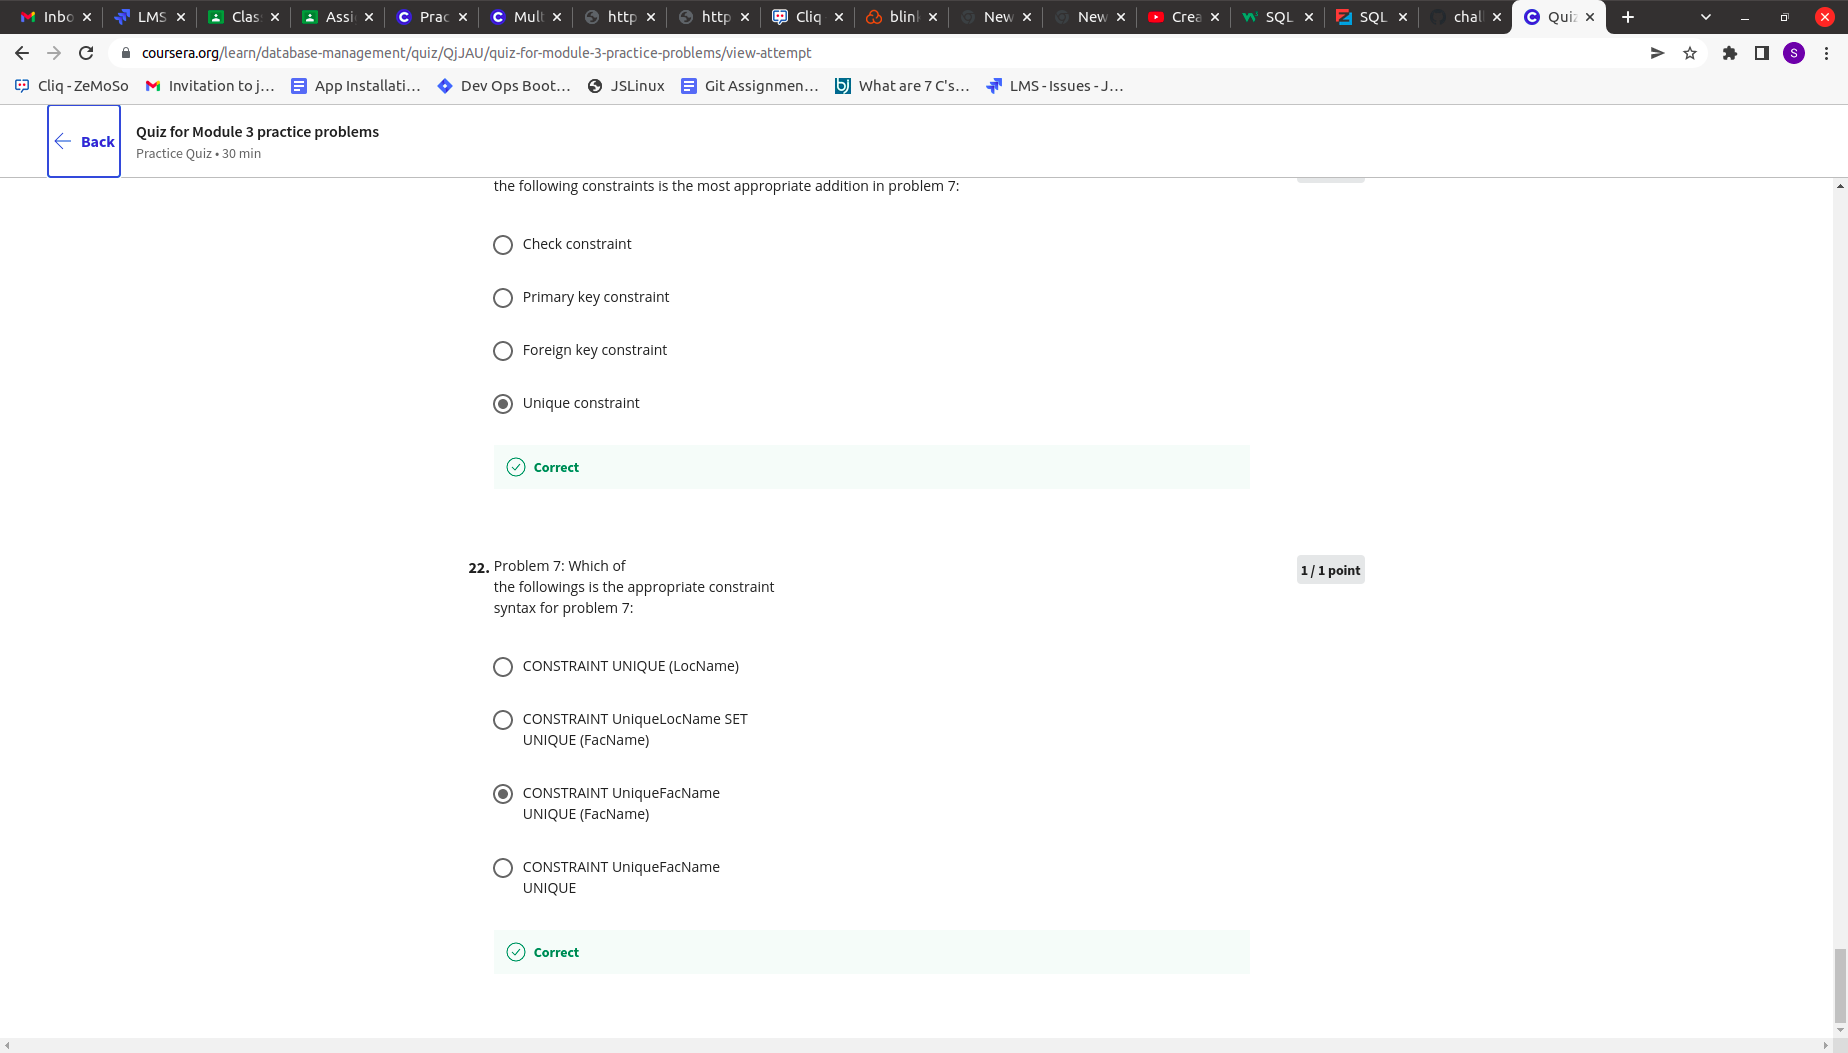 Inbo
LMS
Clas
Assi
Prac
Mult
http
http
Cliq
blin
New
New
Crea
SQL
SQL
chal
Quiz
coursera.org/learn/database-management/quiz/QjJAU/quiz-for-module-3-practice-problems/view-attempt
S
Cliq - ZeMoSo
Invitation to j...
App Installati...
Dev Ops Boot...
JSLinux
Git Assignmen...
bj
What are 7 C's...
LMS - Issues - J...
Back
Quiz for Module 3 practice problems
Practice Quiz • 30 min
the following constraints is the most appropriate addition in problem 7:
Check constraint
Primary key constraint
Foreign key constraint
Unique constraint
Correct
22. Problem 7: Which of
1 / 1 point
the followings is the appropriate constraint
syntax for problem 7:
CONSTRAINT UNIQUE (LocName)
CONSTRAINT UniqueLocName SET
UNIQUE (FacName)
CONSTRAINT UniqueFacName
UNIQUE (FacName)
CONSTRAINT UniqueFacName
UNIQUE
Correct